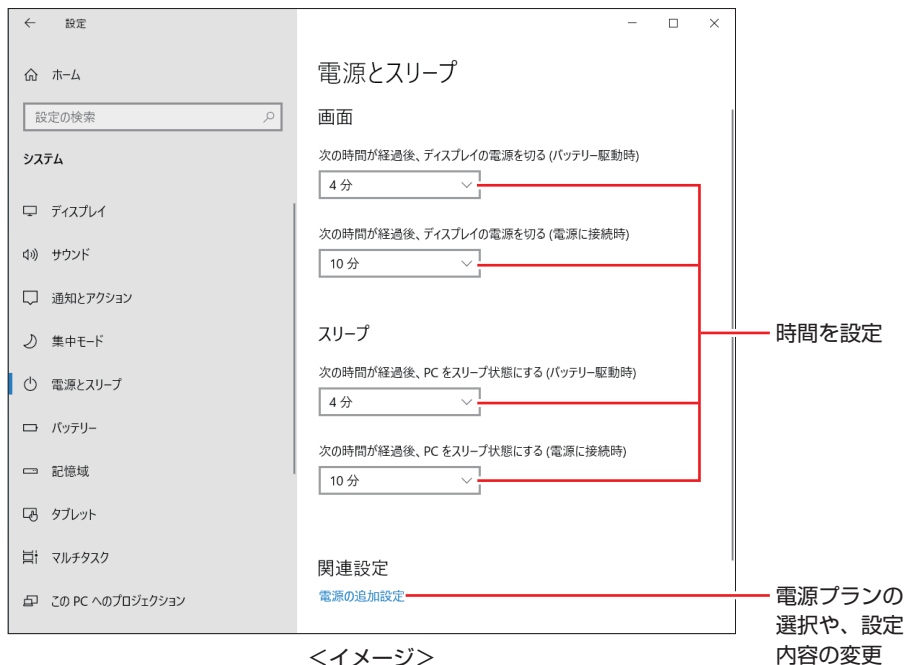 設定
ホーム
設定の検索
システム
ディスプレイ
サウンド
通知とアクション
集中モード
電源とスリープ
バッテリー
記憶域
タブレット
マルチタスク
この PC へのプロジェクション
電源とスリープ
画面
次の時間が経過後、ディスプレイの電源を切る (バッテリー駆動時)
4 分
次の時間が経過後、ディスプレイの電源を切る (電源に接続時)
10 分
スリープ
次の時間が経過後、PC をスリープ状態にする (バッテリー駆動時)
4 分
次の時間が経過後、PC をスリープ状態にする (電源に接続時)
10 分
関連設定
電源の追加設定
時間を設定
電源プランの
選択や、設定
内容の変更
＜イメージ＞